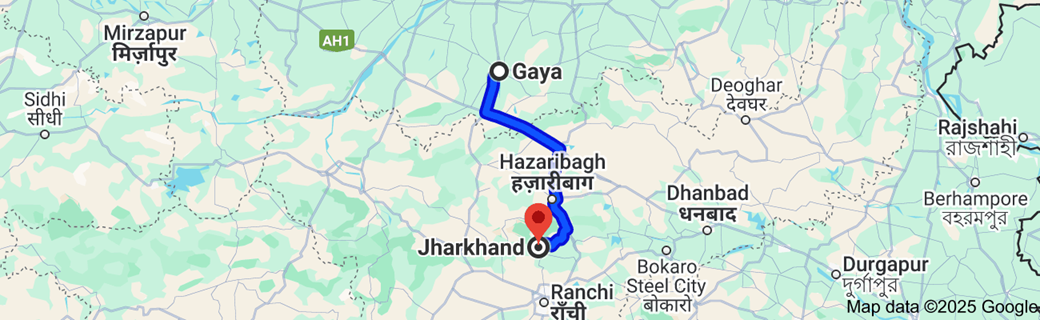 Mirzapur
मिर्ज़ापुर
AH1
Gaya
Sidhi
सीधी
Deoghar
देवघर
Rajshahi
রাজশাহী
Hazaribagh
हज़ारीबाग
Dhanbad
धनबाद
Berhampore
বহরমপুর
Jharkhand
Bokaro
Steel City
बोकारो
Durgapur
দুর্গাপুর
Ranchi
राँची
Map data ©2025 Google